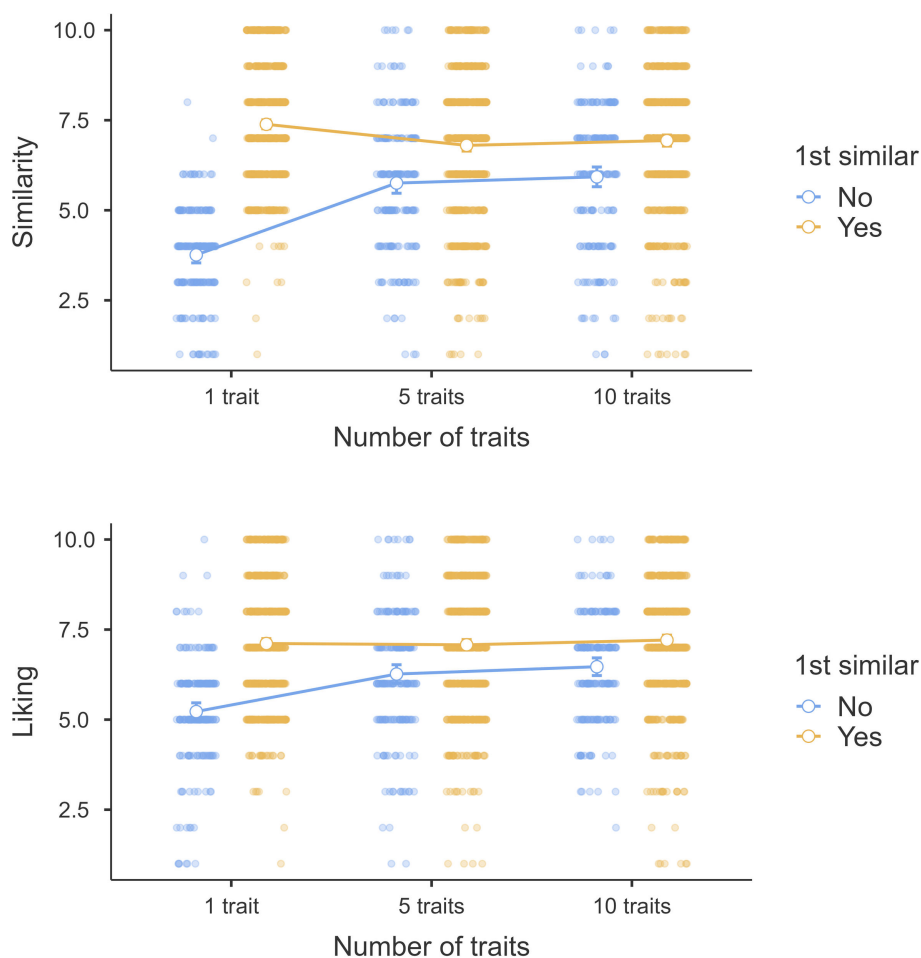 10.0
7.5
5.0
2.5
Similarity
1 trait
5 traits
10 traits
Number of traits
1st similar
No
Yes
10.0
7.5
5.0
2.5
Liking
1 trait
5 traits
10 traits
Number of traits
1st similar
No
Yes